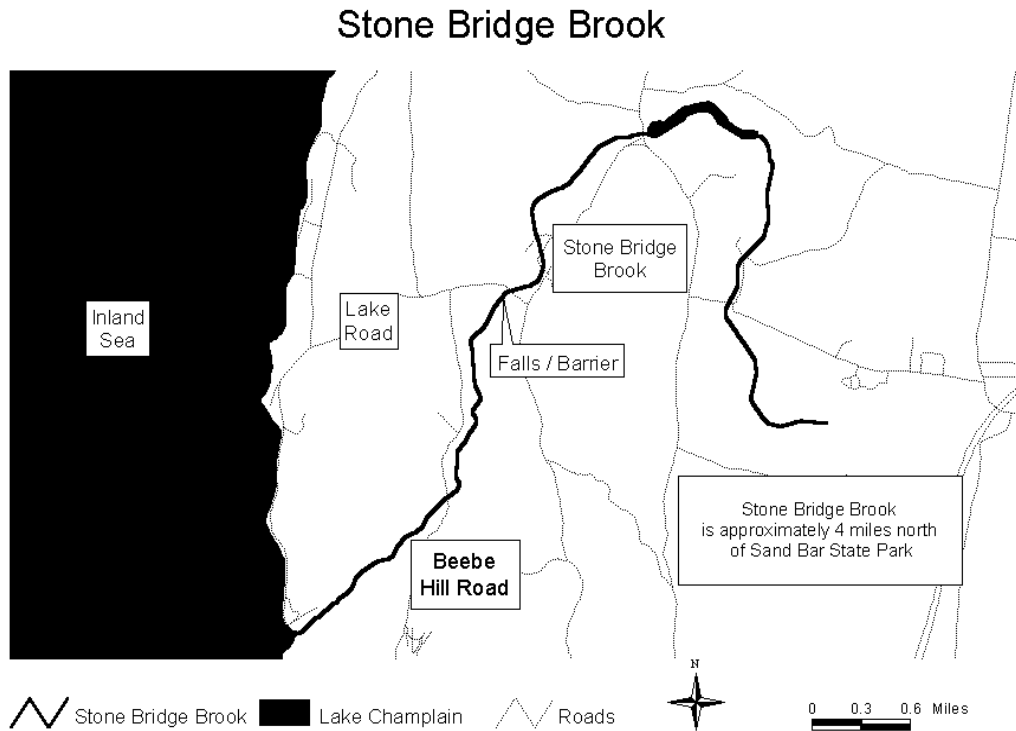 Stone Bridge Brook
Stone Bridge
Brook
Inland
Sea
Lake
Road
Falls / Barrier
Stone Bridge Brook
is approximately 4 miles north
of Sand Bar State Park
Beebe
Hill Road
N
Stone Bridge Brook
Lake Champlain
Roads
0 0.3 0.6 Miles